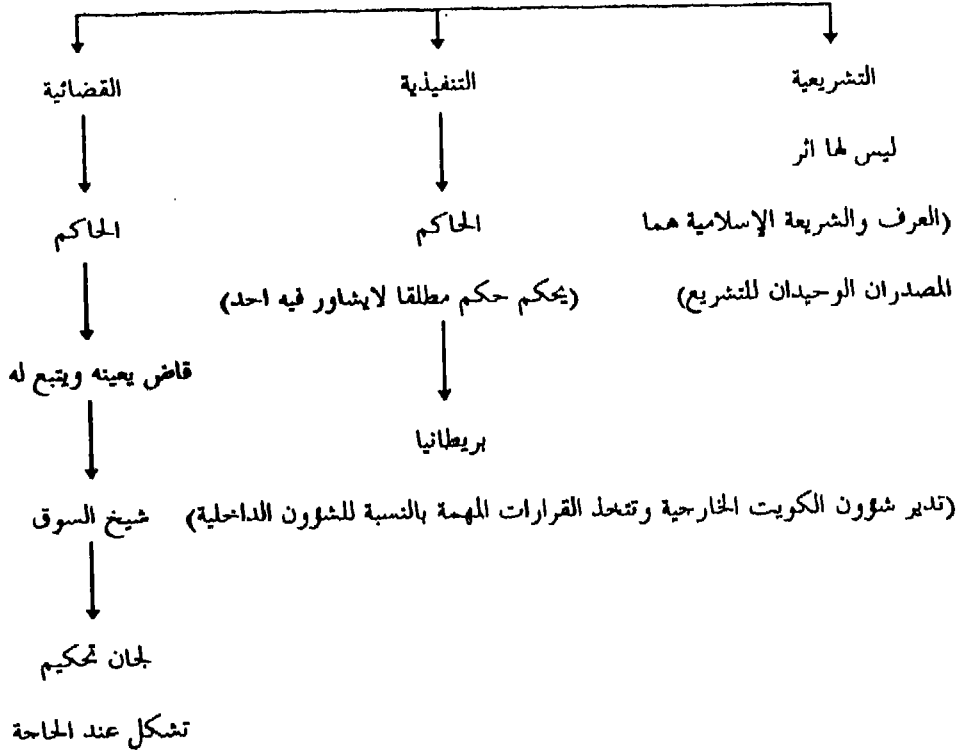 التشريعية
ليس لها اثر
(العرف والشريعة الإسلامية هما
المصدران الوحيدان للتشريع)
التنفيذية
الحاكم
(يحكم حكم مطلقا لايشاور فيه احد)
بريطانيا
(تدير شؤون الكويت الخارجية وتتخذ القرارات المهمة بالنسبة للشؤون الداخلية)
القضائية
الحاكم
قاض يعينه ويتبع له
شيخ السوق
لجان تحكيم
تشكل عند الحاجة